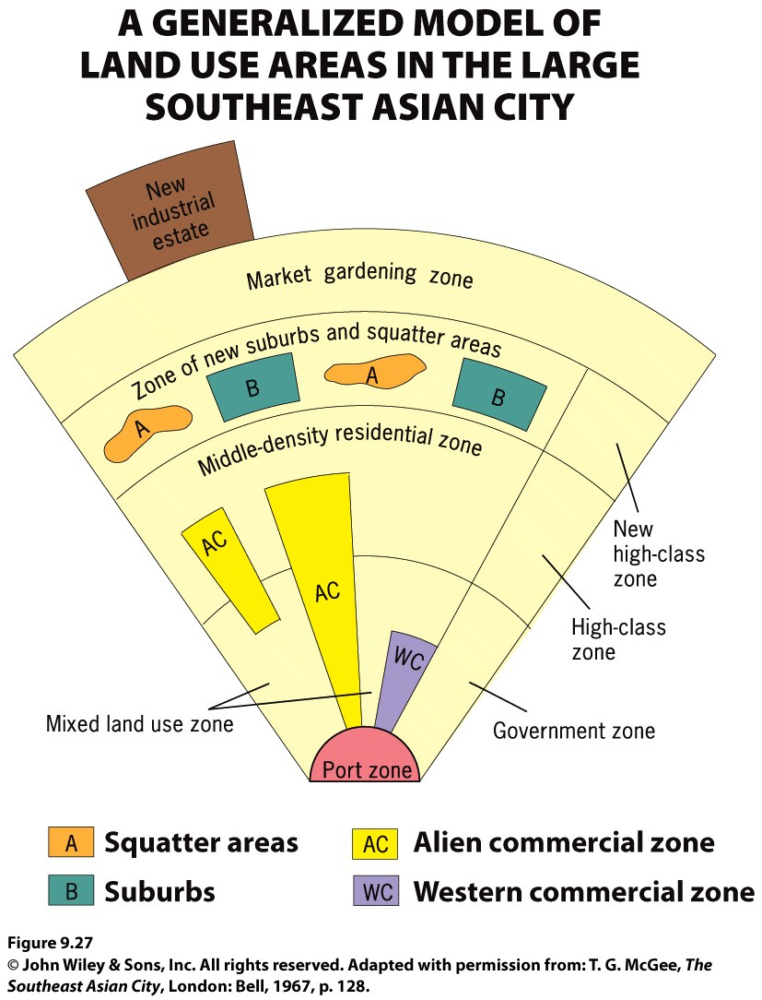 A GENERALIZED MODEL OF
LAND USE AREAS IN THE LARGE
SOUTHEAST ASIAN CITY
New
industrial
estate
Market gardening zone
Zone of new suburbs and squatter areas
A
B
A
B
Middle-density residential zone
AC
AC
WC
New
high-class
zone
High-class
zone
Mixed land use zone
Government zone
Port zone
A Squatter areas
AC Alien commercial zone
B Suburbs
WC Western commercial zone
Figure 9.27
© John Wiley & Sons, Inc. All rights reserved. Adapted with permission from: T. G. McGee, The
Southeast Asian City, London: Bell, 1967, p. 128.